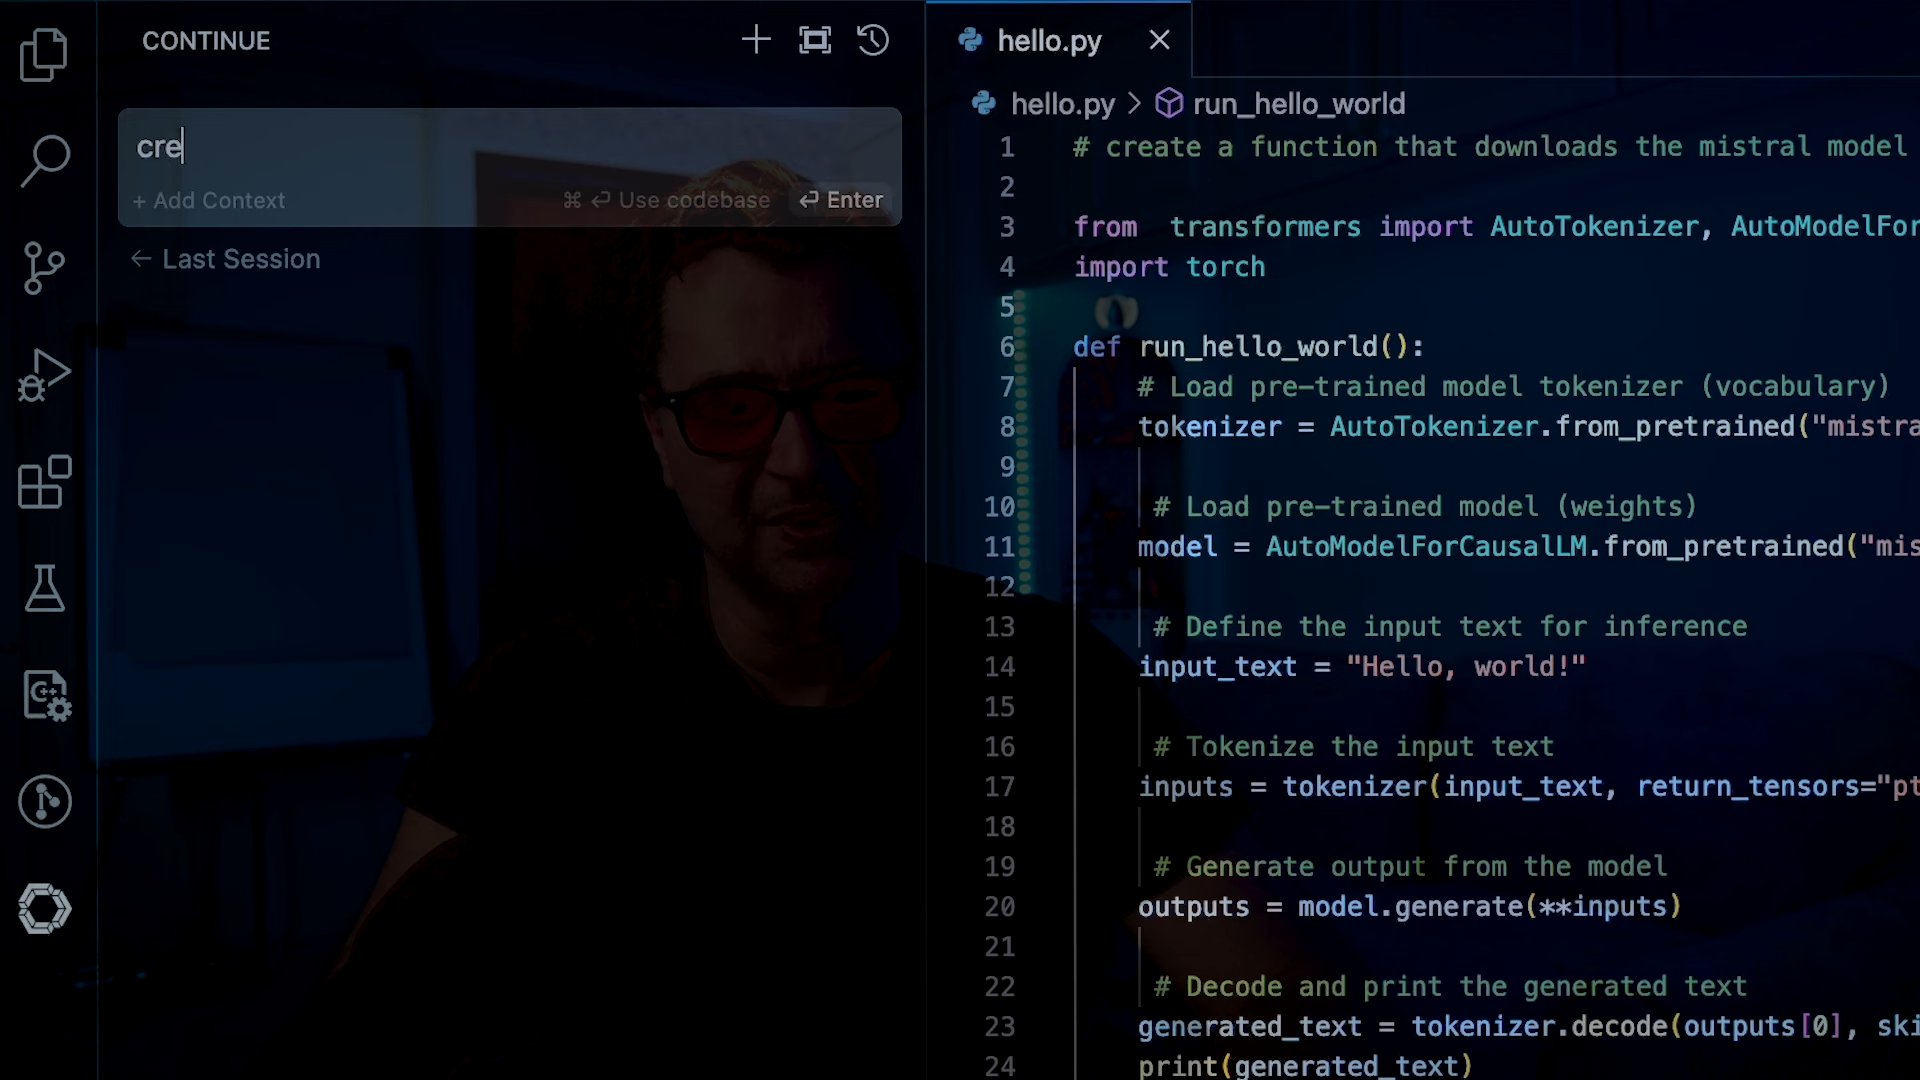 CONTINUE
cre
+ Add Context
⌘ ⏎ Use codebase
⏎ Enter
← Last Session
hello.py
hello.py > run_hello_world
1 # create a function that downloads the mistral model
2
3 from  transformers import AutoTokenizer, AutoModelFor
4 import torch
5
6 def run_hello_world():
7 # Load pre-trained model tokenizer (vocabulary)
8 tokenizer = AutoTokenizer.from_pretrained("mistra
9
10 # Load pre-trained model (weights)
11 model = AutoModelForCausalLM.from_pretrained("mis
12
13 # Define the input text for inference
14 input_text = "Hello, world!"
15
16 # Tokenize the input text
17 inputs = tokenizer(input_text, return_tensors="pt
18
19 # Generate output from the model
20 outputs = model.generate(**inputs)
21
22 # Decode and print the generated text
23 generated_text = tokenizer.decode(outputs[0], ski
24 print(generated_text)